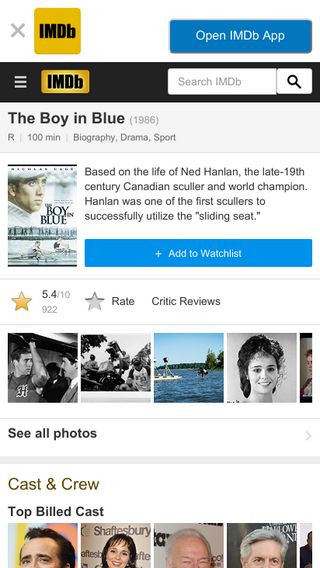 IMDb
Open IMDb App
IMDb
Search IMDb
The Boy in Blue (1986)
R | 100 min | Biography, Drama, Sport
NICOLAS CAGE
THE
BOY IN
BLUE
Based on the life of Ned Hanlan, the late-19th
century Canadian sculler and world champion.
Hanlan was one of the first scullers to
successfully utilize the "sliding seat."
+ Add to Watchlist
5.4/10
922
Rate
Critic Reviews
H
See all photos
Cast & Crew
Top Billed Cast
Shaftesbury